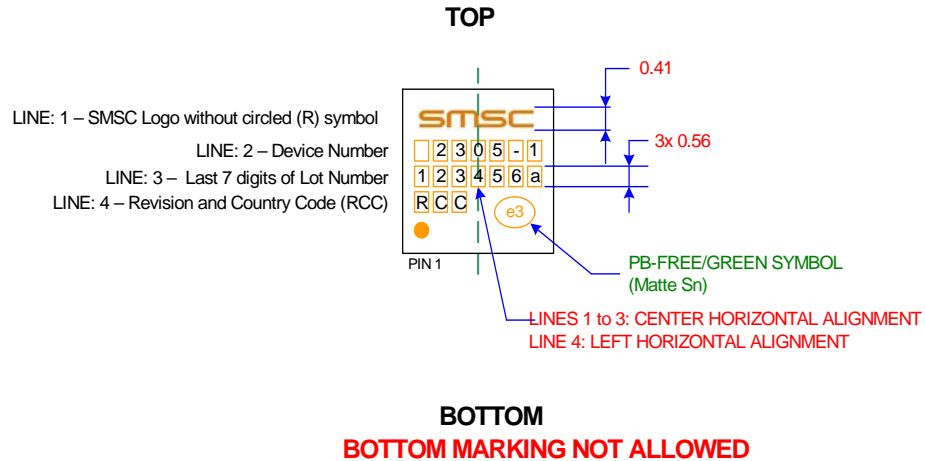 TOP
0.41
LINE: 1 – SMSC Logo without circled (R) symbol
smsc
3x 0.56
LINE: 2 – Device Number
2305-1
LINE: 3 – Last 7 digits of Lot Number
123456a
LINE: 4 – Revision and Country Code (RCC)
RCC
e3
PIN 1
PB-FREE/GREEN SYMBOL
(Matte Sn)
LINES 1 to 3: CENTER HORIZONTAL ALIGNMENT
LINE 4: LEFT HORIZONTAL ALIGNMENT
BOTTOM
BOTTOM MARKING NOT ALLOWED